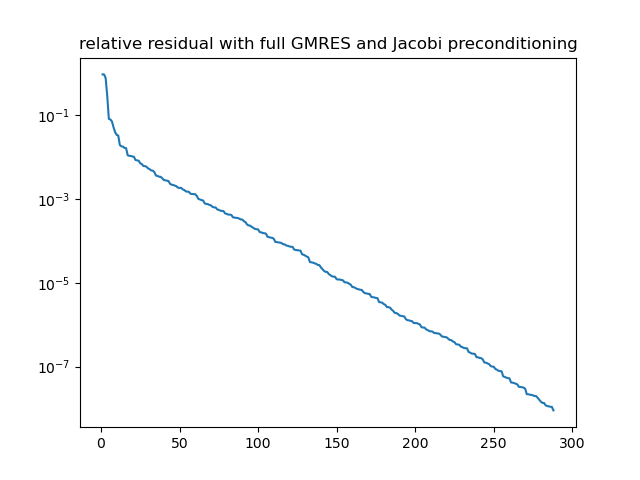 relative residual with full GMRES and Jacobi preconditioning
10⁻¹
10⁻³
10⁻⁵
10⁻⁷
0 50 100 150 200 250 300